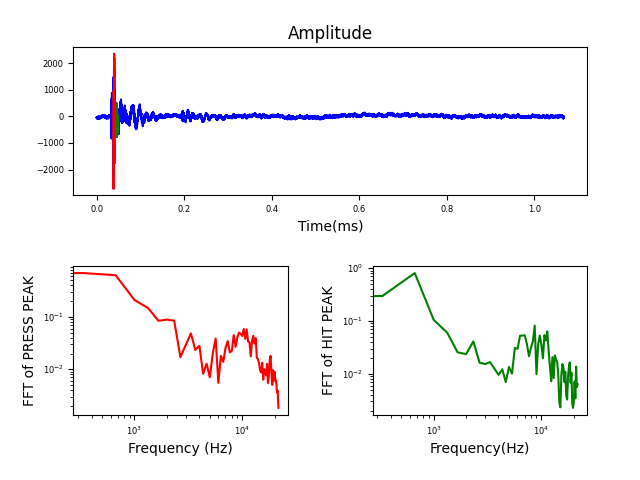 Amplitude
2000
1000
0
−1000
−2000
0.0 0.2 0.4 0.6 0.8 1.0
Time(ms)
FFT of PRESS PEAK
10⁻¹
10⁻²
10³ 10⁴
Frequency (Hz)
FFT of HIT PEAK
10⁰
10⁻¹
10⁻²
10³ 10⁴
Frequency(Hz)